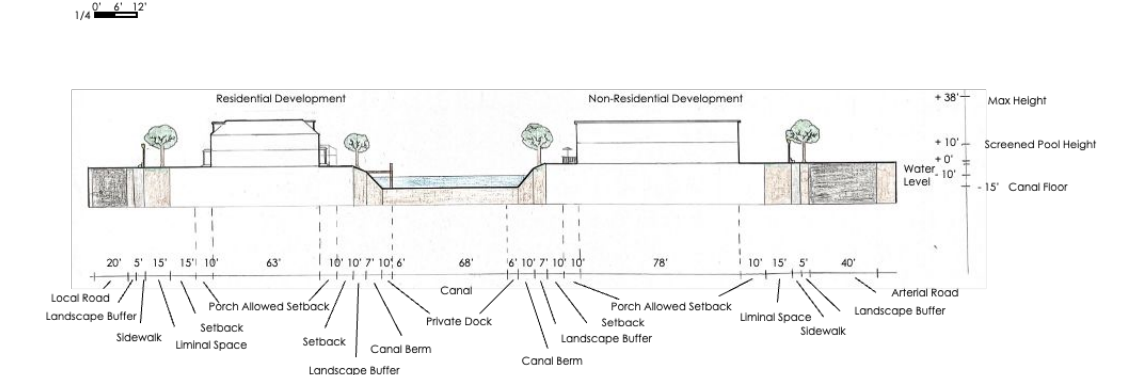 0' 6' 12'
1/4
Residential Development
Non-Residential Development
+ 38'
Max Height
+ 10'
Screened Pool Height
+ 0'
Water
Level
- 10'
- 15' Canal Floor
20' 5' 15' 15' 10' 63' 10' 10' 7' 10' 6' 68' 6' 10' 7' 10' 10' 78' 10' 15' 5' 40'
Local Road
Landscape Buffer
Sidewalk
Setback
Liminal Space
Porch Allowed Setback
Setback
Landscape Buffer
Canal Berm
Private Dock
Canal
Canal Berm
Landscape Buffer
Setback
Porch Allowed Setback
Liminal Space
Sidewalk
Landscape Buffer
Arterial Road